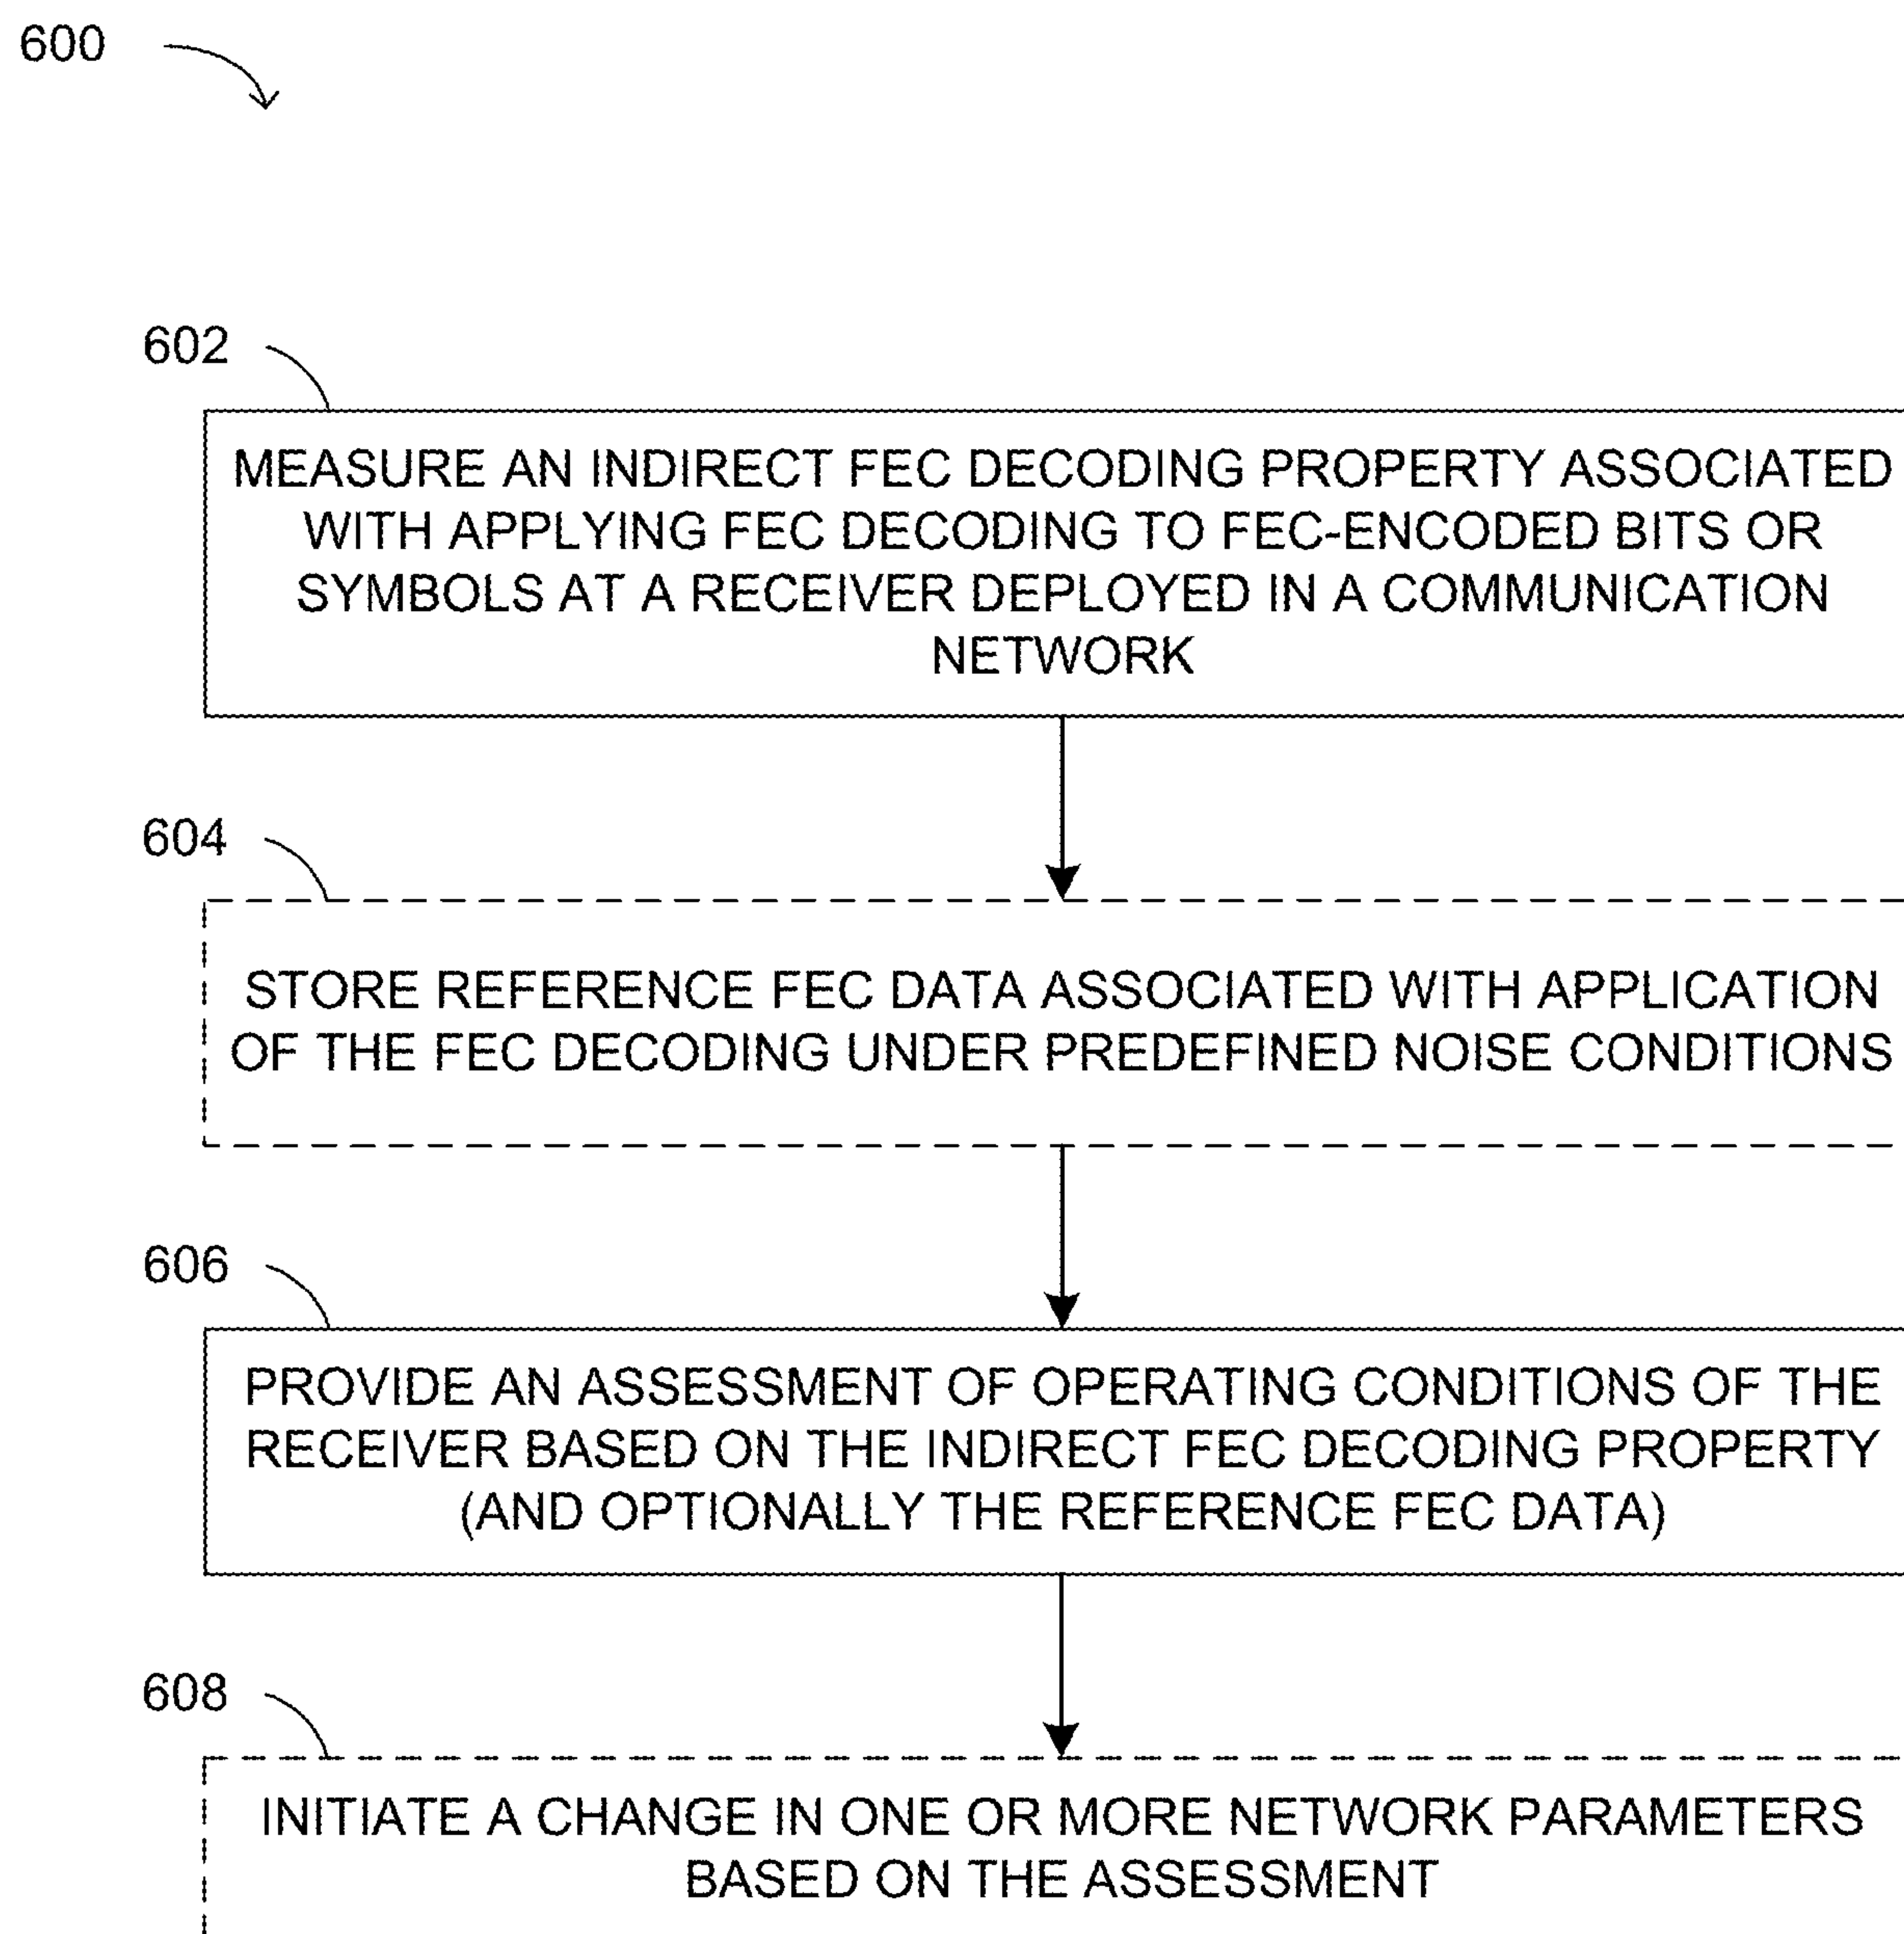 600
602
MEASURE AN INDIRECT FEC DECODING PROPERTY ASSOCIATED
WITH APPLYING FEC DECODING TO FEC-ENCODED BITS OR
SYMBOLS AT A RECEIVER DEPLOYED IN A COMMUNICATION
NETWORK
604
STORE REFERENCE FEC DATA ASSOCIATED WITH APPLICATION
OF THE FEC DECODING UNDER PREDEFINED NOISE CONDITIONS
606
PROVIDE AN ASSESSMENT OF OPERATING CONDITIONS OF THE
RECEIVER BASED ON THE INDIRECT FEC DECODING PROPERTY
(AND OPTIONALLY THE REFERENCE FEC DATA)
608
INITIATE A CHANGE IN ONE OR MORE NETWORK PARAMETERS
BASED ON THE ASSESSMENT